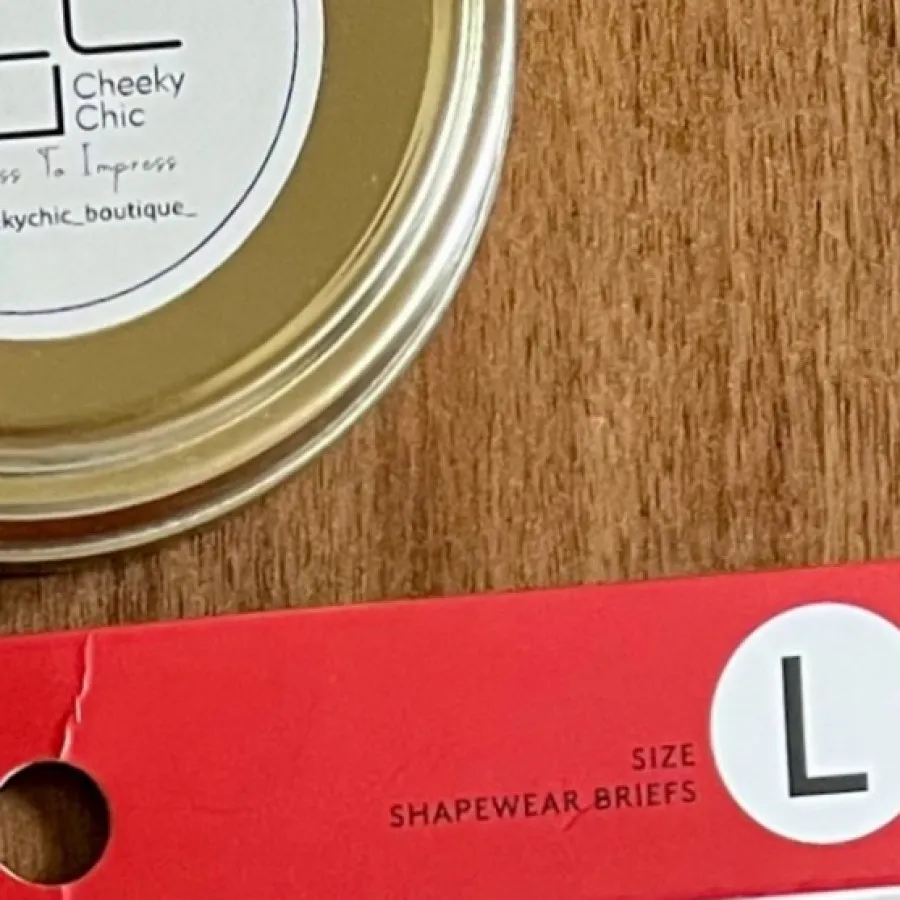 Cheeky
Chic
ss To Impress
kychic_boutique_
SIZE
SHAPEWEAR BRIEFS
L